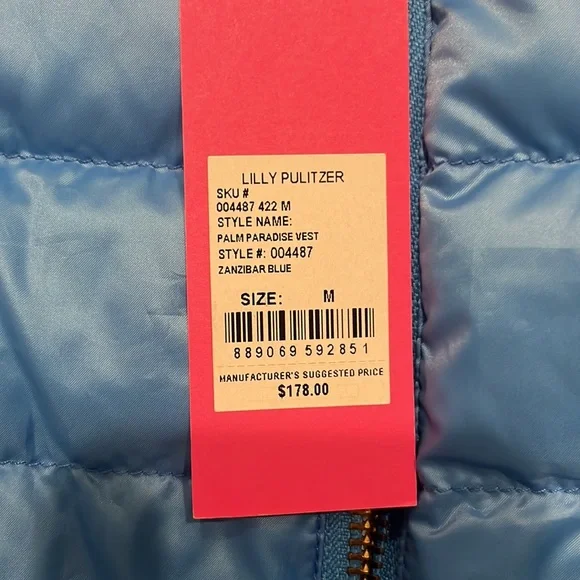 LILLY PULITZER
SKU #
004487 422 M
STYLE NAME:
PALM PARADISE VEST
STYLE #: 004487
ZANZIBAR BLUE
SIZE: M
889069 592851
MANUFACTURER'S SUGGESTED PRICE
$178.00